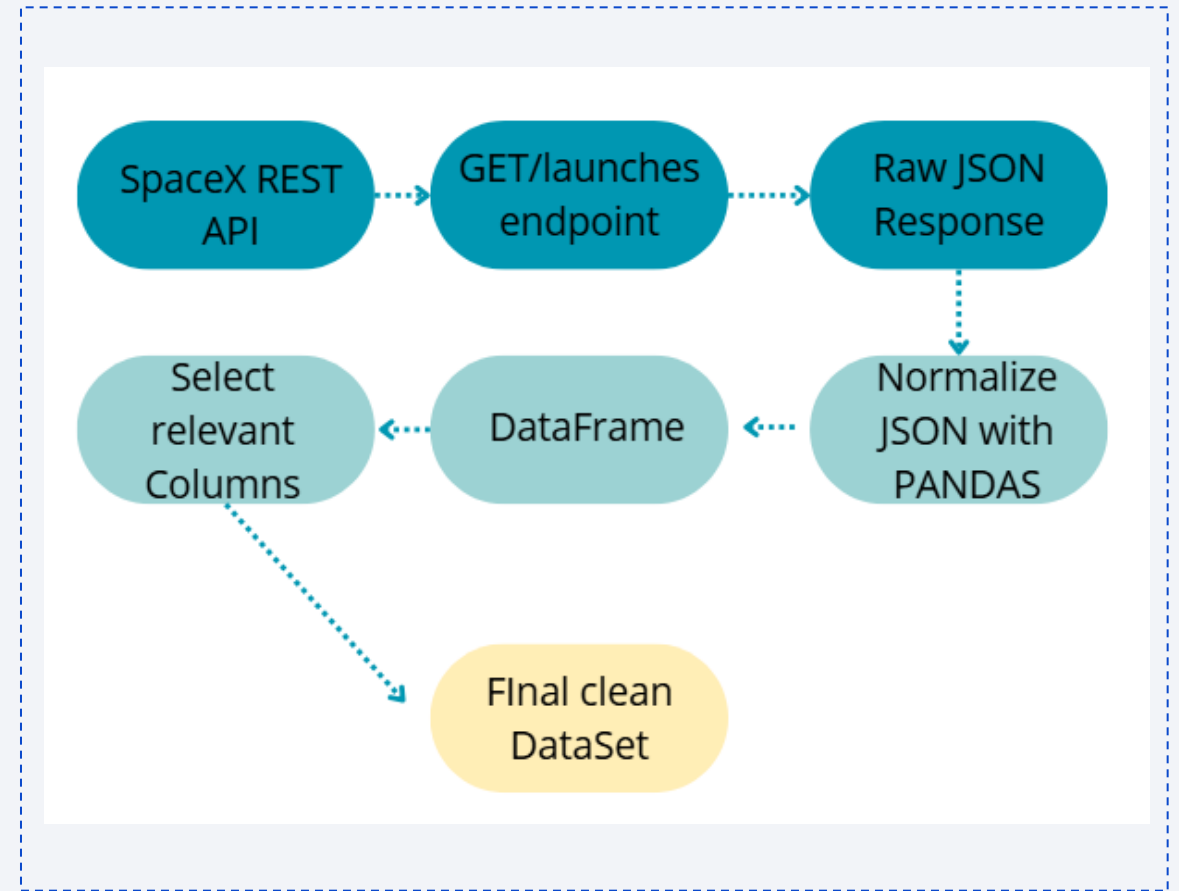 SpaceX REST
API
GET/launches
endpoint
Raw JSON
Response
Normalize
JSON with
PANDAS
DataFrame
Select
relevant
Columns
FInal clean
DataSet